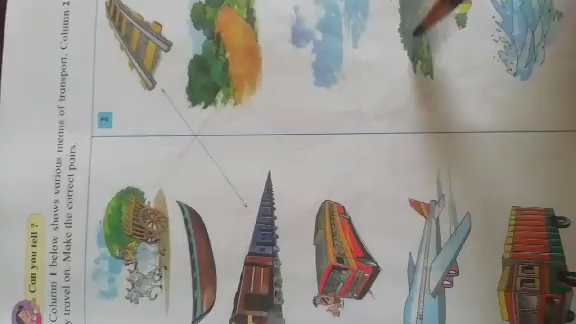 Can you tell ?
Column 1 below shows various means of transport. Column 2
travel on. Make the correct pairs.
2